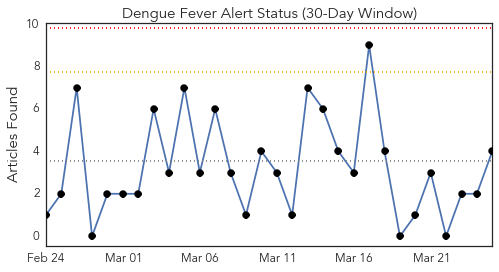 Dengue Fever Alert Status (30-Day Window)
Articles Found
10
8
6
4
2
0
Feb 24 Mar 01 Mar 06 Mar 11 Mar 16 Mar 21